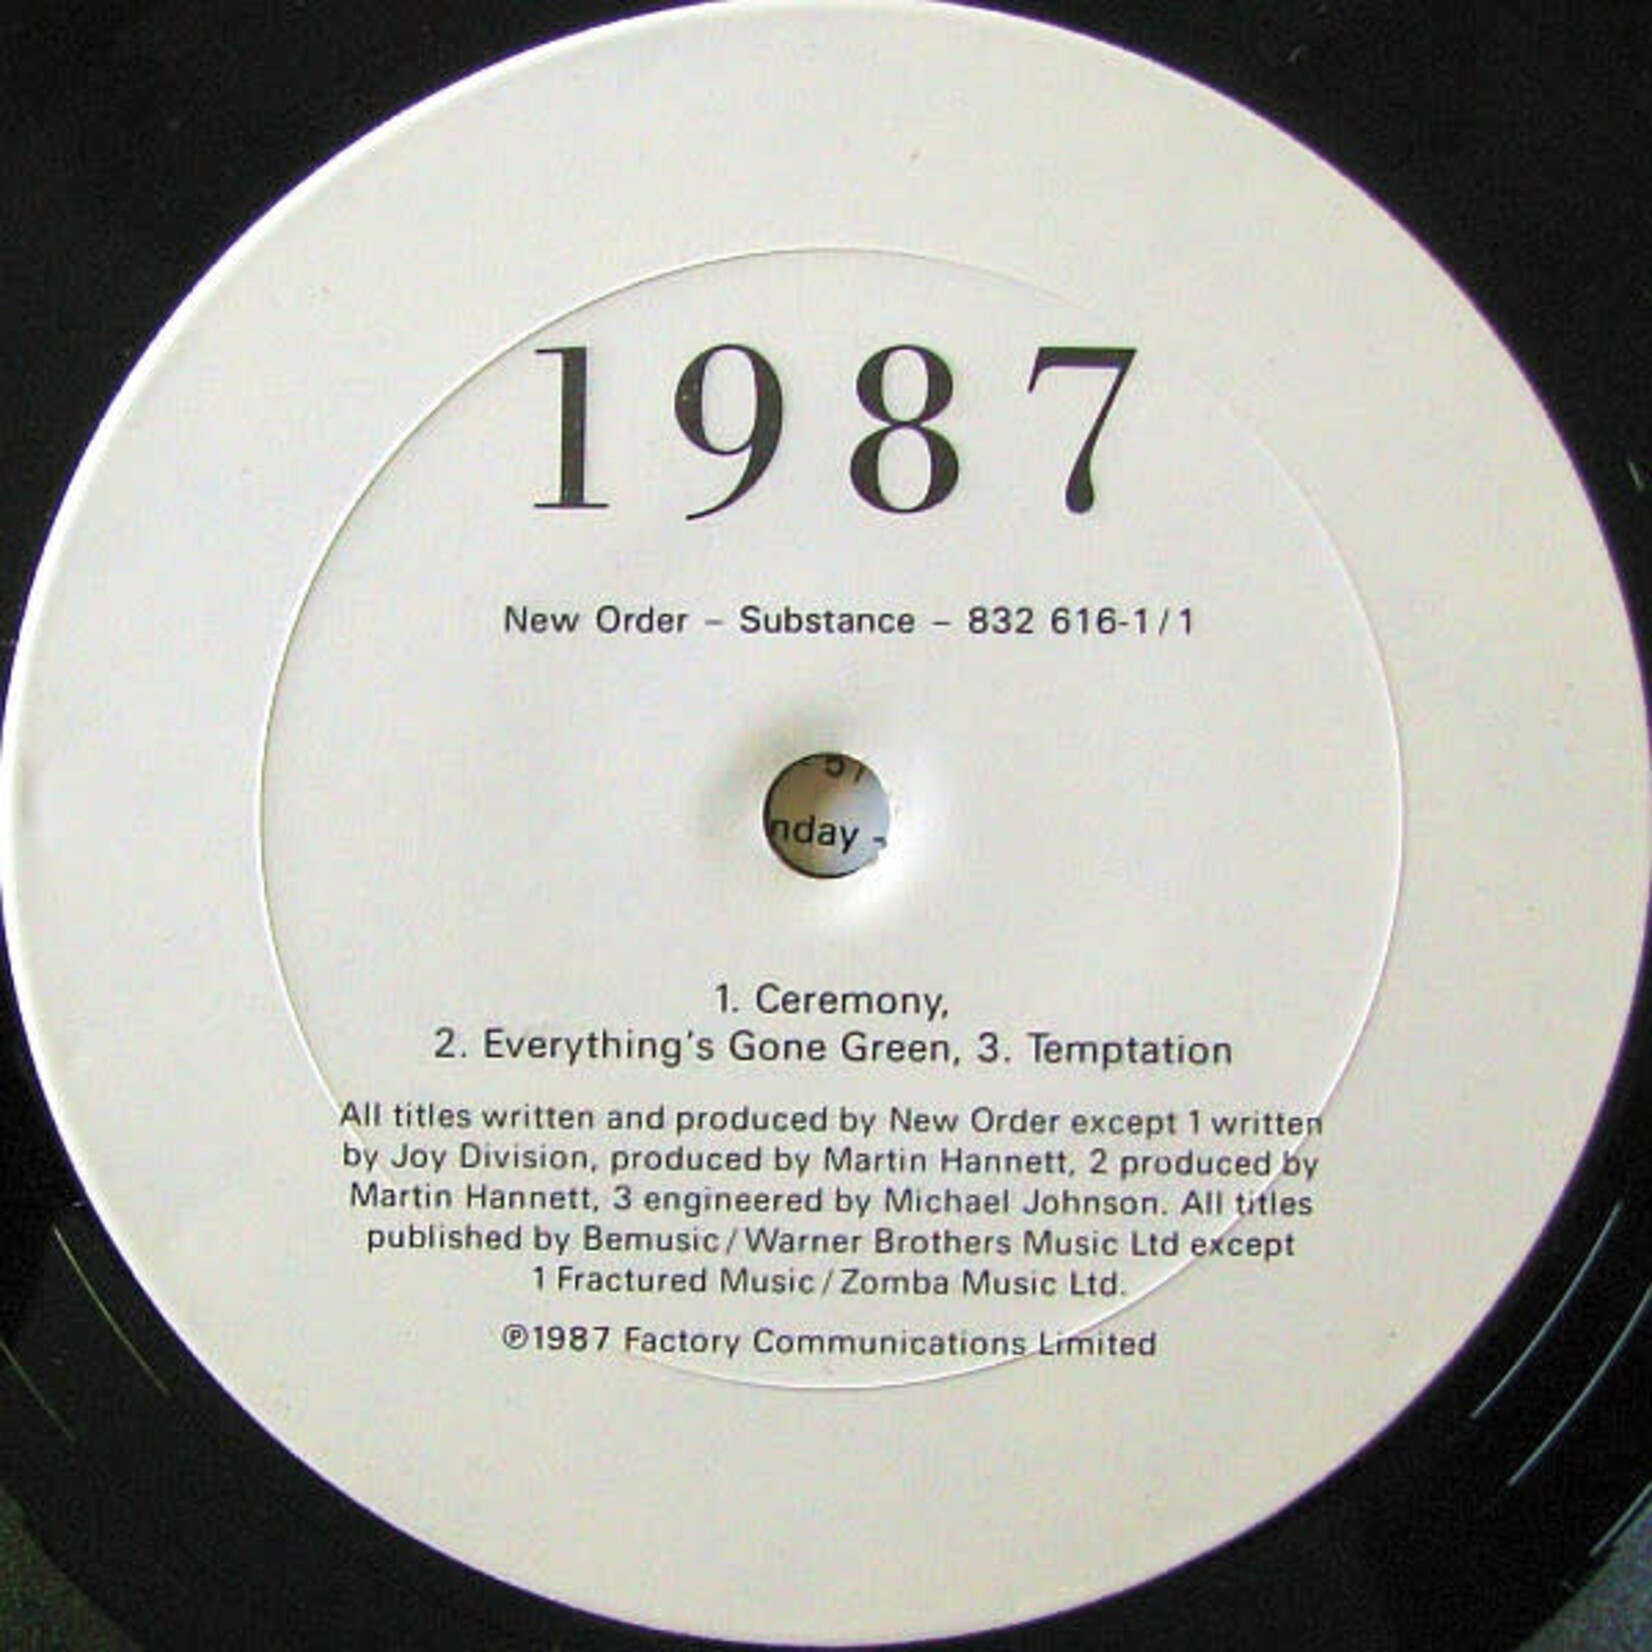 1987
New Order – Substance – 832 616-1/1
nday -
1. Ceremony,
2. Everything's Gone Green, 3. Temptation
All titles written and produced by New Order except 1 written
by Joy Division, produced by Martin Hannett, 2 produced by
Martin Hannett, 3 engineered by Michael Johnson. All titles
published by Bemusic/Warner Brothers Music Ltd except
1 Fractured Music/Zomba Music Ltd.
℗1987 Factory Communications Limited